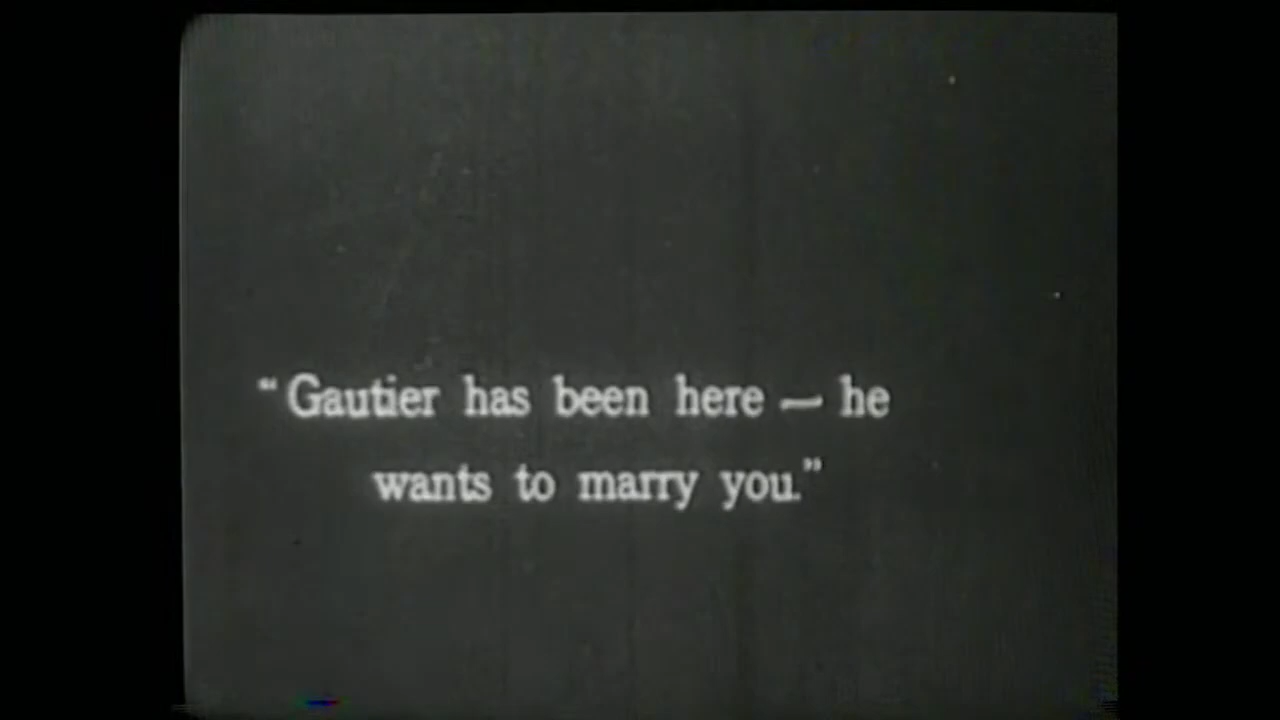 “Gautier has been here — he
wants to marry you.”